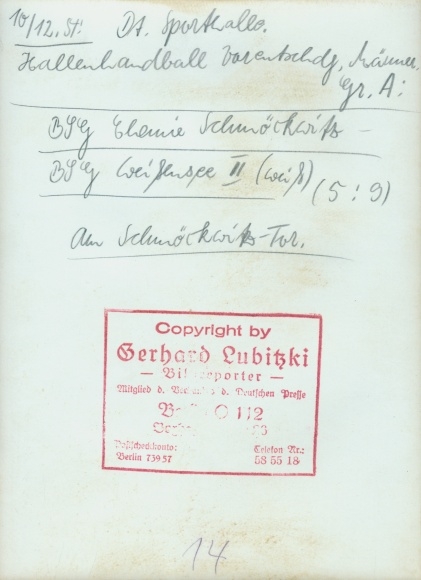 10/12. 51. Dt. Sporthalle.
Hallenhandball Vorentschdg. Männer.
Gr. A:
BSG Chemie Schmöckwitz –
BSG Weißensee II (weiß) (5 : 9)
Am Schmöckwitz-Tor.
Copyright by
Gerhard Lubitzki
— Bildreporter —
Mitglied d. Verbandes d. Deutschen Presse
Berlin O 112
Postscheckkonto: Telefon Nr.:
Berlin 739 57 58 55 18
14